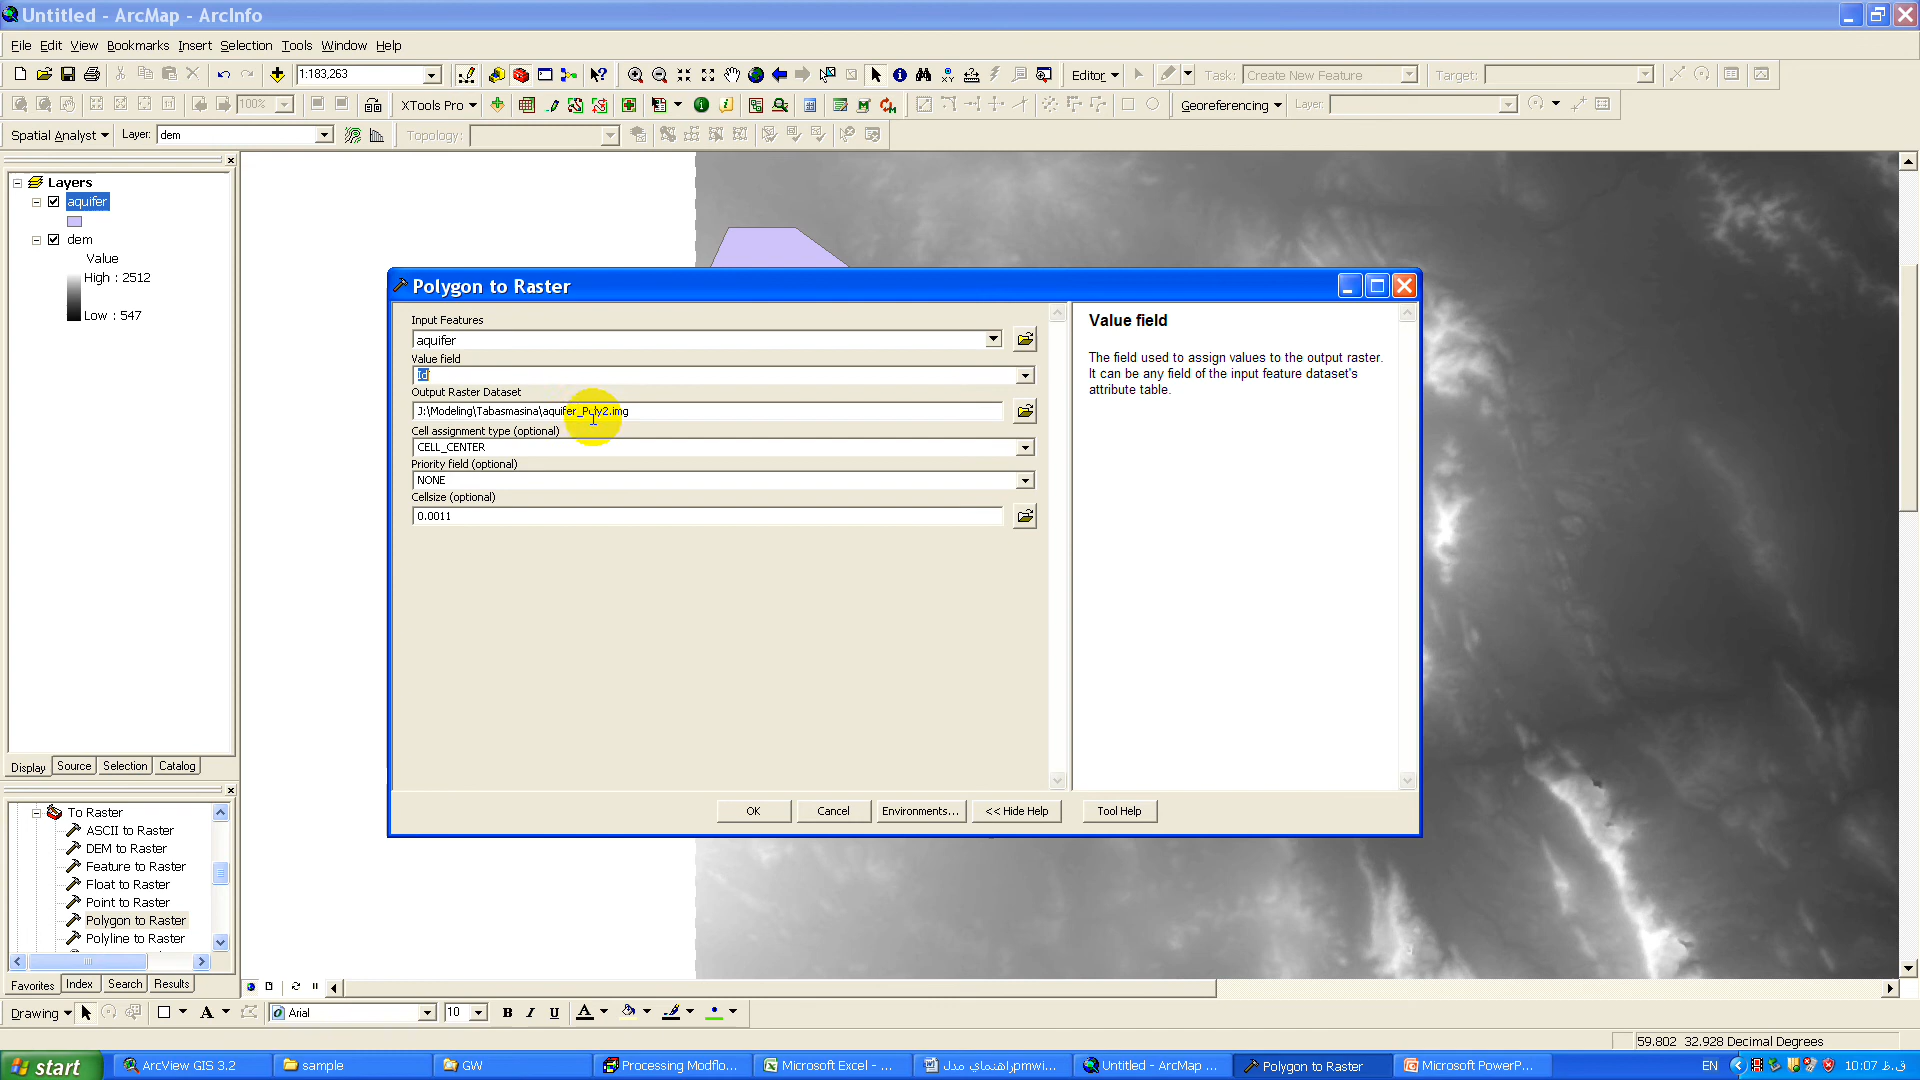 Untitled - ArcMap - ArcInfo
File Edit View Bookmarks Insert Selection Tools Window Help
1:183,263
Editor Task: Create New Feature Target:
100%
XTools Pro
Georeferencing Layer:
Spatial Analyst Layer: dem
Topology:
Layers
aquifer
dem
Value
High : 2512
Low : 547
Display Source Selection Catalog
To Raster
ASCII to Raster
DEM to Raster
Feature to Raster
Float to Raster
Point to Raster
Polygon to Raster
Polyline to Raster
Favorites Index Search Results
Polygon to Raster
Input Features
aquifer
Value field
Id
Output Raster Dataset
J:\Modeling\Tabasmasina\aquifer_Poly2.img
Cell assignment type (optional)
CELL_CENTER
Priority field (optional)
NONE
Cellsize (optional)
0.0011
OK Cancel Environments... << Hide Help Tool Help
Value field
The field used to assign values to the output raster.
It can be any field of the input feature dataset's
attribute table.
Drawing A Arial 10 B I U A
59.802 32.928 Decimal Degrees
start ArcView GIS 3.2 sample GW Processing Modflo... Microsoft Excel - ... راهنماي مدلpmwi... Untitled - ArcMap ... Polygon to Raster Microsoft PowerP... EN 10:07 ق.ظ